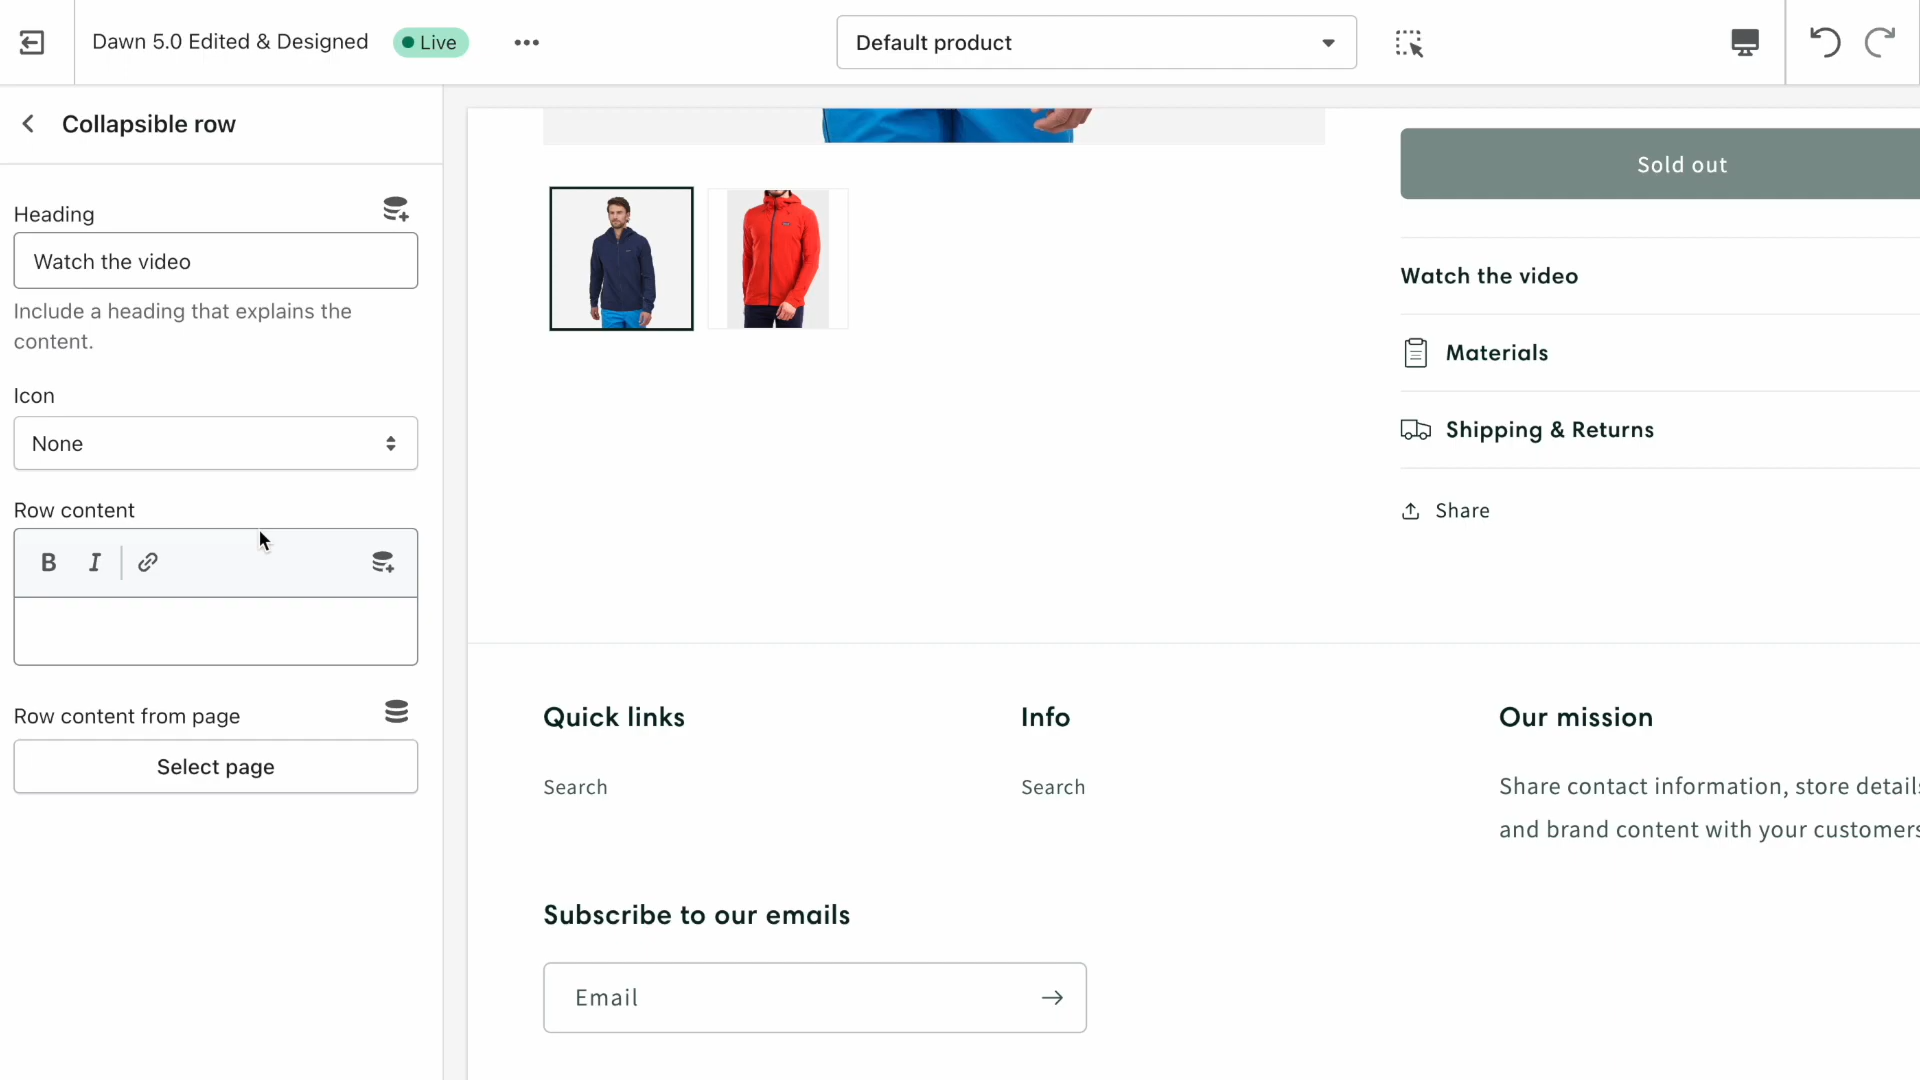 Dawn 5.0 Edited & Designed
Live
Default product
Collapsible row
Heading
Watch the video
Include a heading that explains the
content.
Icon
None
Row content
B I
Row content from page
Select page
Sold out
Watch the video
Materials
Shipping & Returns
Share
Quick links
Search
Info
Search
Our mission
Share contact information, store details
and brand content with your customers
Subscribe to our emails
Email